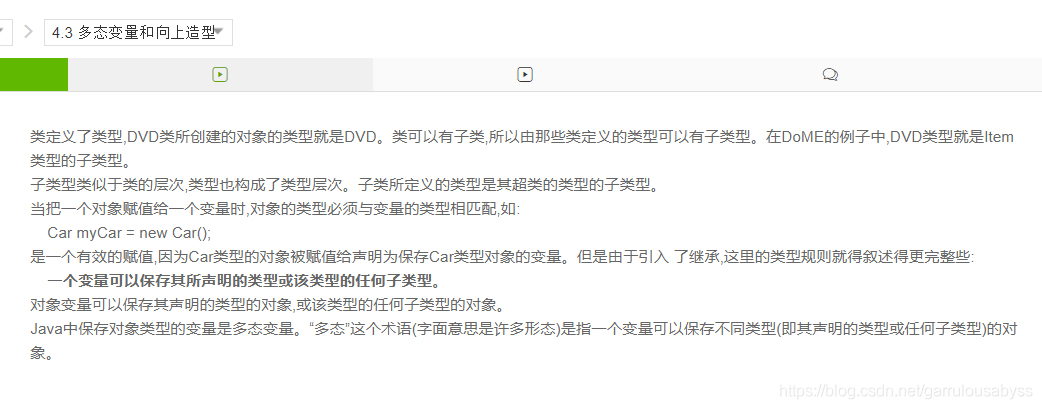 4.3 多态变量和向上造型
类定义了类型,DVD类所创建的对象的类型就是DVD。类可以有子类,所以由那些类定义的类型可以有子类型。在DoME的例子中,DVD类型就是Item
类型的子类型。
子类型类似于类的层次,类型也构成了类型层次。子类所定义的类型是其超类的类型的子类型。
当把一个对象赋值给一个变量时,对象的类型必须与变量的类型相匹配,如:
Car myCar = new Car();
是一个有效的赋值,因为Car类型的对象被赋值给声明为保存Car类型对象的变量。但是由于引入 了继承,这里的类型规则就得叙述得更完整些:
一个变量可以保存其所声明的类型或该类型的任何子类型。
对象变量可以保存其声明的类型的对象,或该类型的任何子类型的对象。
Java中保存对象类型的变量是多态变量。“多态”这个术语(字面意思是许多形态)是指一个变量可以保存不同类型(即其声明的类型或任何子类型)的对
象。
https://blog.csdn.net/garrulousabyss